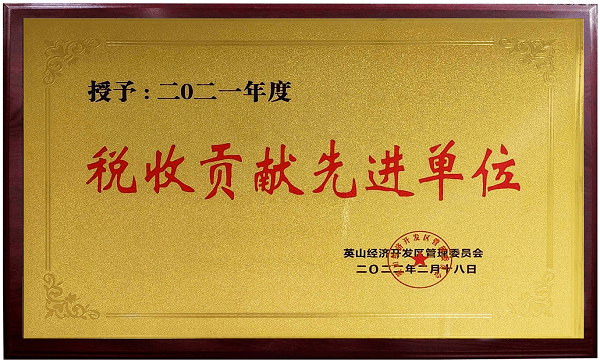 授予：二0二一年度
税收贡献先进单位
英山经济开发区管理委员会
二〇二二年二月十八日